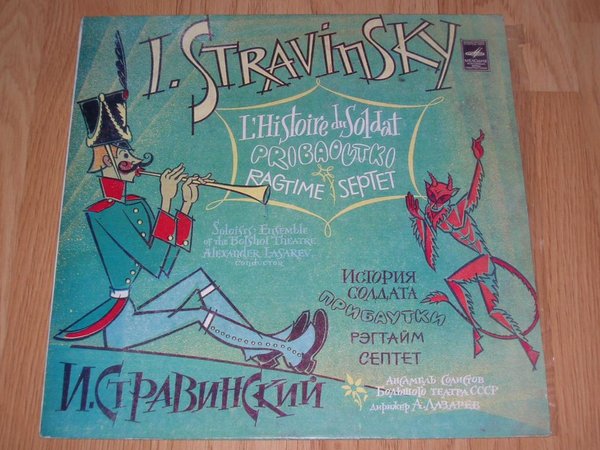 I. STRAVINSKY
L'Histoire du Soldat
PRIBAOUTKI
RAGTIME SEPTET
Soloists Ensemble
of the Bolshoi Theatre
Alexander Lasarev
conductor
ИСТОРИЯ
СОЛДАТА
ПРИБАУТКИ
РЭГТАЙМ
СЕПТЕТ
И. СТРАВИНСКИЙ
Ансамбль Солистов
Большого театра СССР
дирижер А. Лазарев